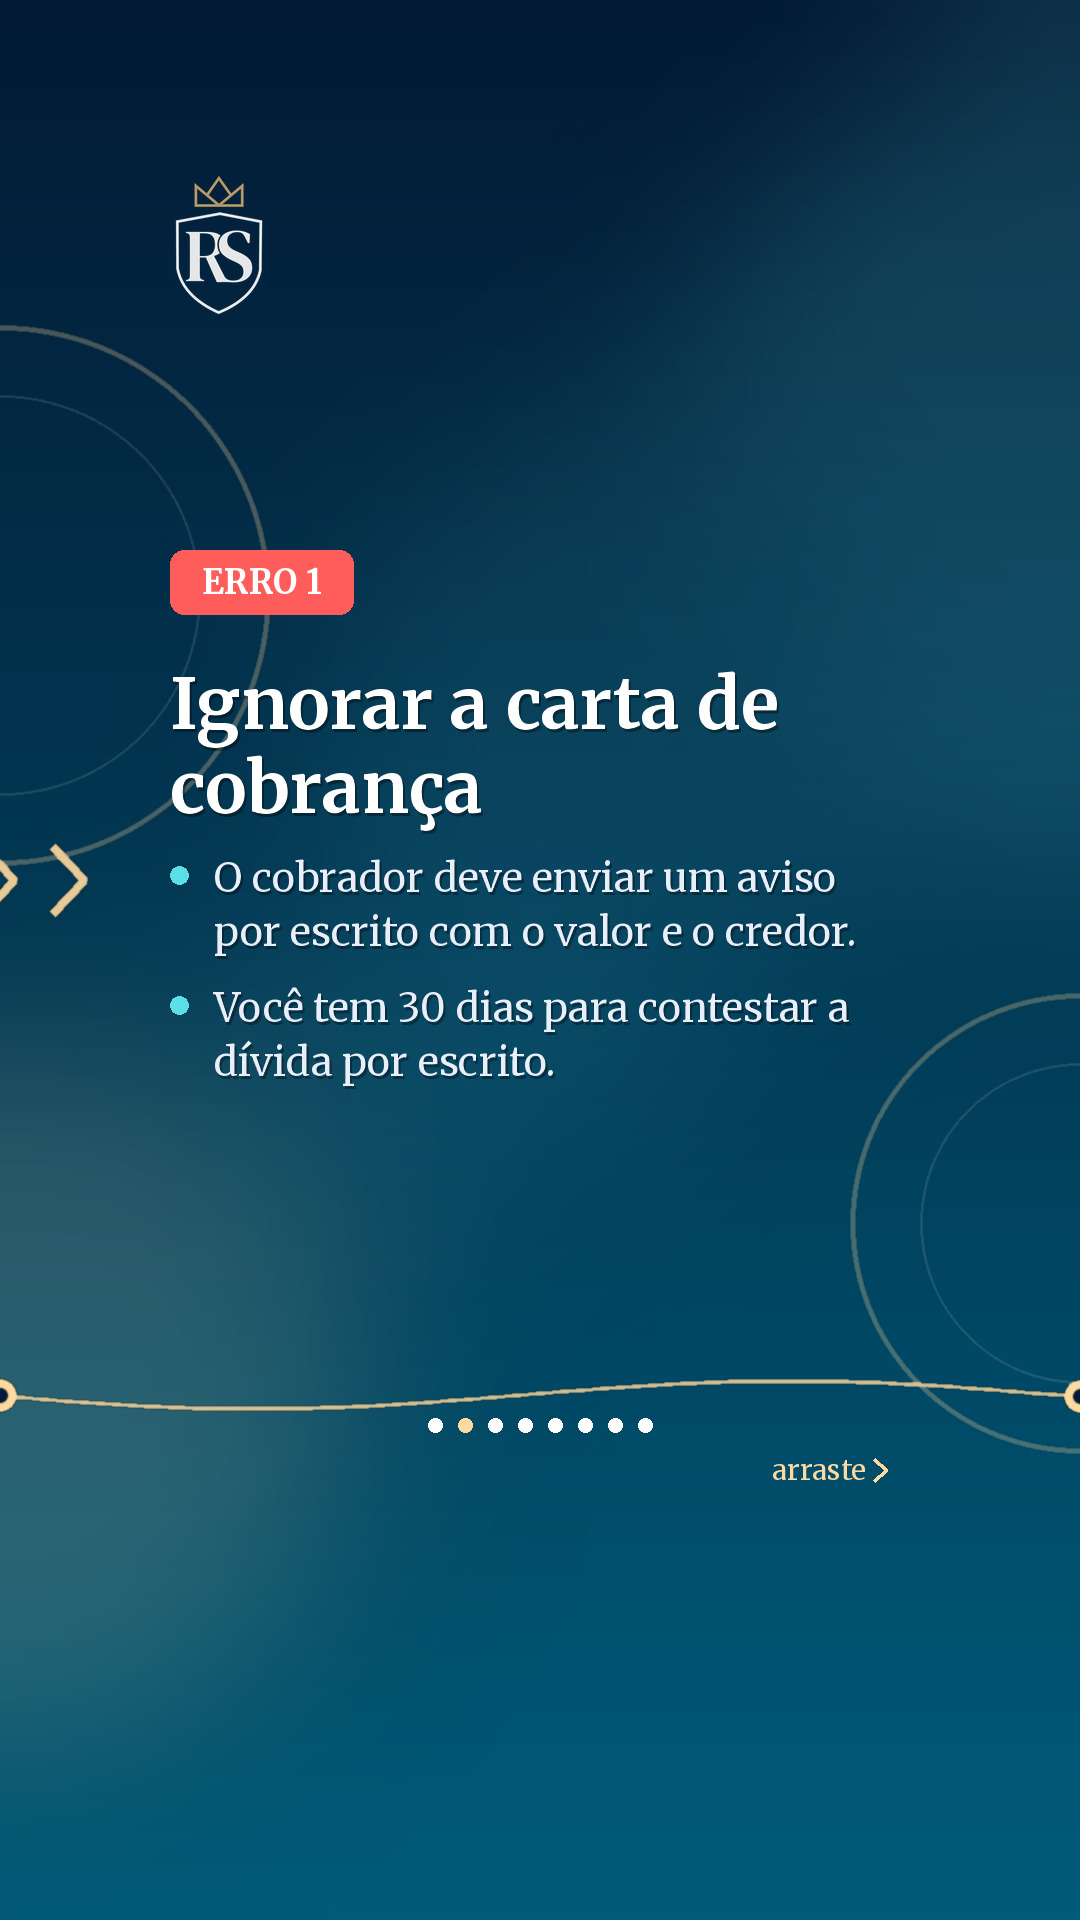 RS
ERRO 1
Ignorar a carta de
cobrança
O cobrador deve enviar um aviso
por escrito com o valor e o credor.
Você tem 30 dias para contestar a
dívida por escrito.
arraste